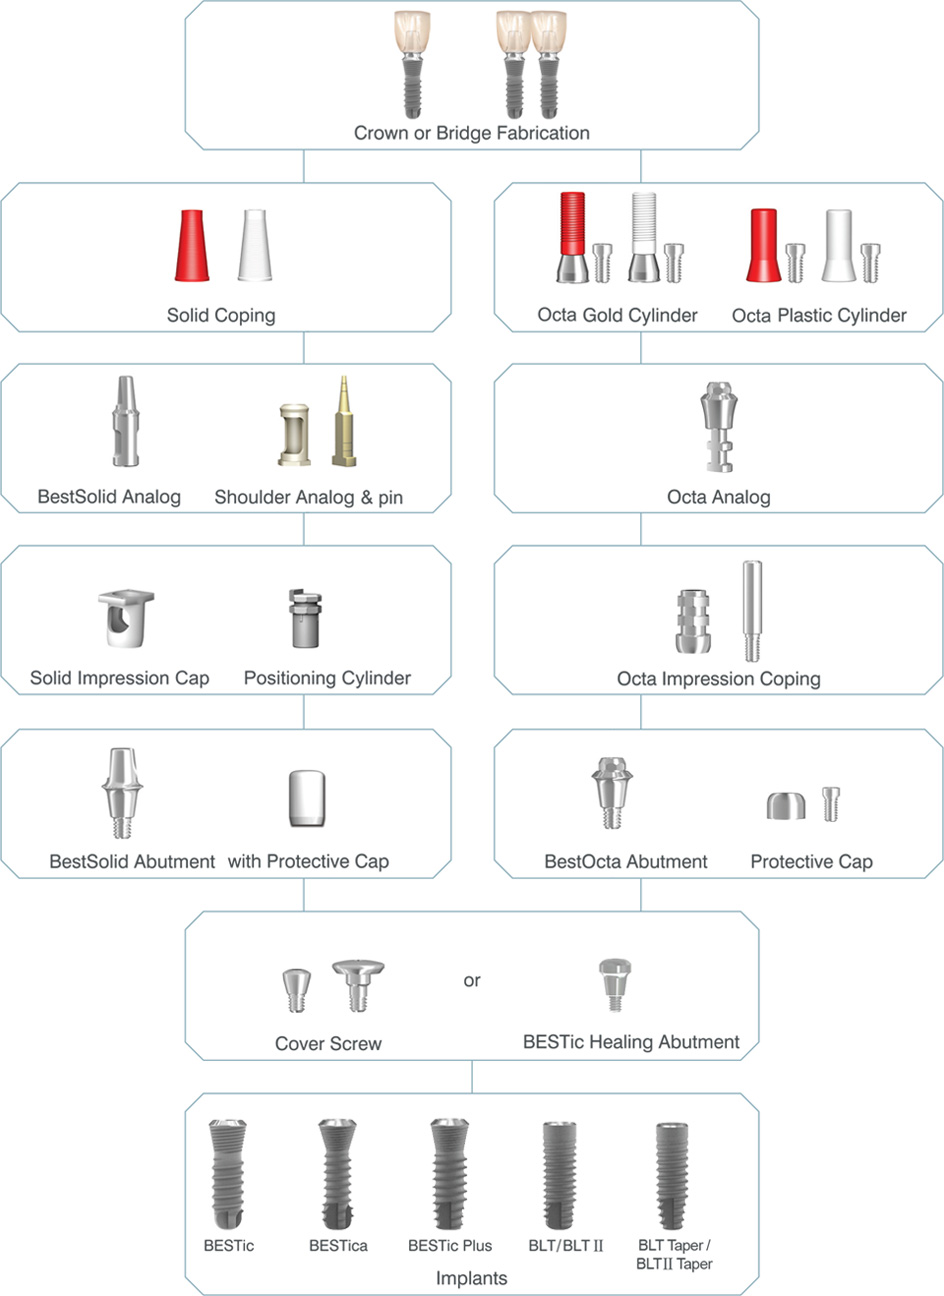 Crown or Bridge Fabrication
Solid Coping
Octa Gold Cylinder
Octa Plastic Cylinder
BestSolid Analog
Shoulder Analog & pin
Octa Analog
Solid Impression Cap
Positioning Cylinder
Octa Impression Coping
BestSolid Abutment
with Protective Cap
BestOcta Abutment
Protective Cap
or
Cover Screw
BESTic Healing Abutment
BESTic
BESTica
BESTic Plus
BLT/BLT II
BLT Taper /
BLTII Taper
Implants